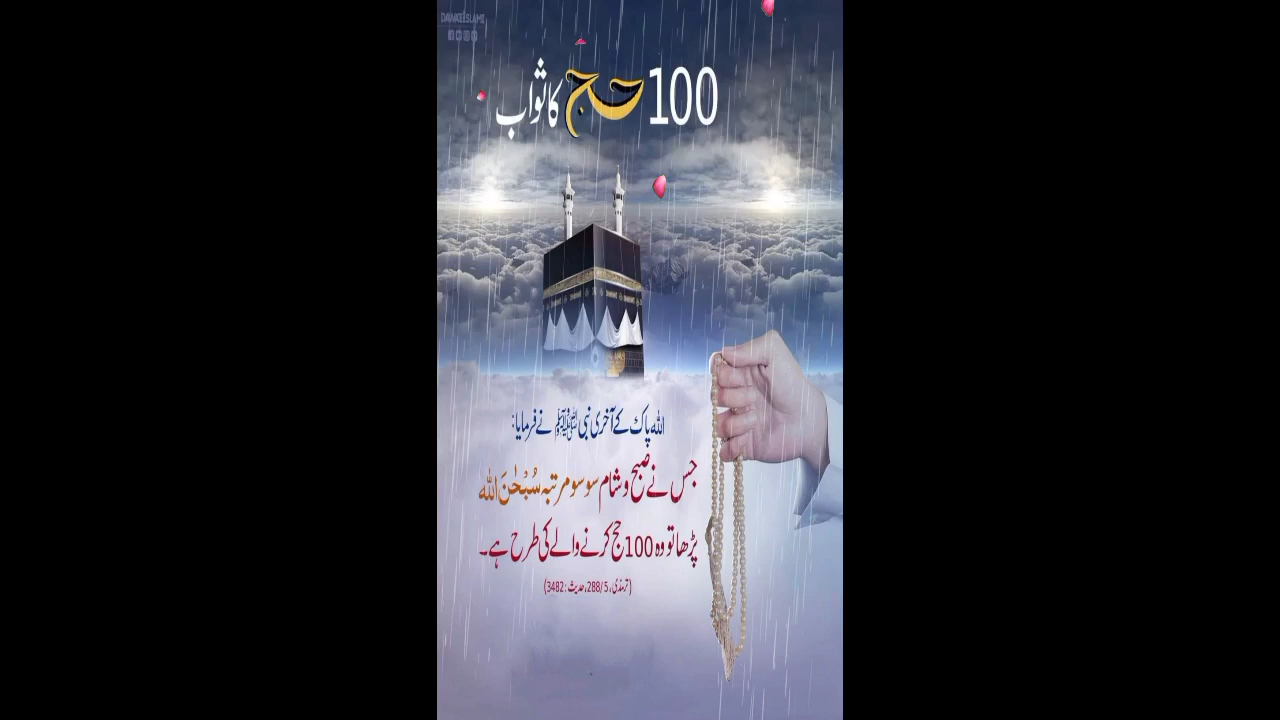 DAWATEISLAMI
100 حج کا ثواب
اللہ پاک کے آخری نبی ﷺ نے فرمایا:
جس نے صبح و شام سو سو مرتبہ سُبْحٰنَ اللہ
پڑھا تو وہ 100 حج کرنے والے کی طرح ہے۔
(ترمذی، 5/288، حدیث: 3482)